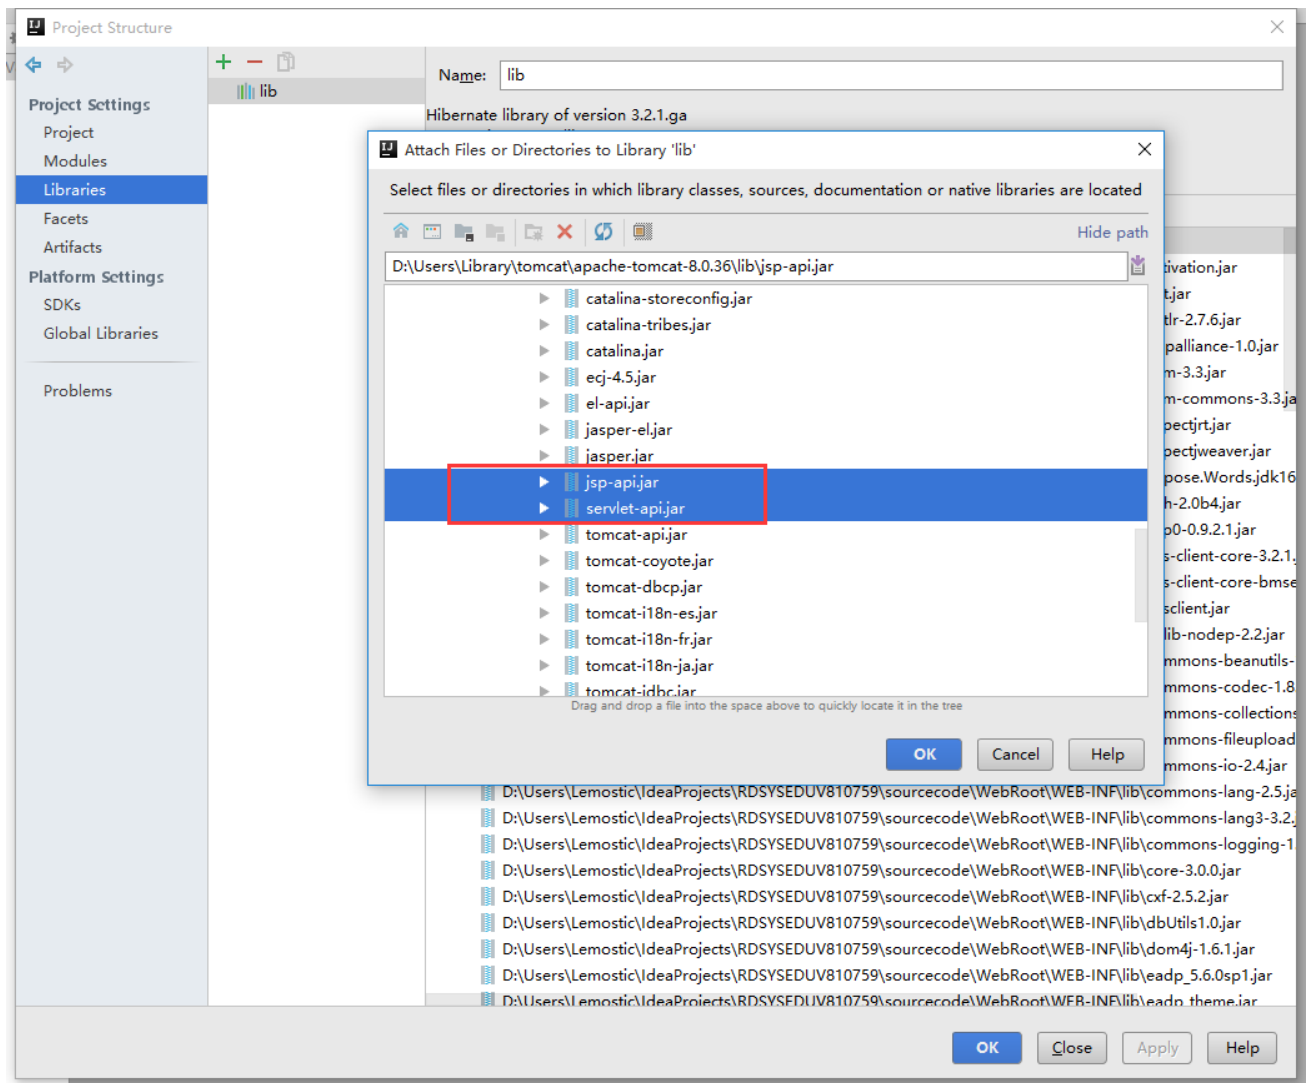 Project Structure
Project Settings
Project
Modules
Libraries
Facets
Artifacts
Platform Settings
SDKs
Global Libraries
Problems
lib
Name: lib
Hibernate library of version 3.2.1.ga
Attach Files or Directories to Library 'lib'
Select files or directories in which library classes, sources, documentation or native libraries are located
Hide path
D:\Users\Library\tomcat\apache-tomcat-8.0.36\lib\jsp-api.jar
catalina-storeconfig.jar
catalina-tribes.jar
catalina.jar
ecj-4.5.jar
el-api.jar
jasper-el.jar
jasper.jar
jsp-api.jar
servlet-api.jar
tomcat-api.jar
tomcat-coyote.jar
tomcat-dbcp.jar
tomcat-i18n-es.jar
tomcat-i18n-fr.jar
tomcat-i18n-ja.jar
tomcat-jdbc.jar
Drag and drop a file into the space above to quickly locate it in the tree
OK
Cancel
Help
tivation.jar
t.jar
tlr-2.7.6.jar
palliance-1.0.jar
m-3.3.jar
m-commons-3.3.ja
pectjrt.jar
pectjweaver.jar
pose.Words.jdk16
h-2.0b4.jar
p0-0.9.2.1.jar
s-client-core-3.2.1.
s-client-core-bmse
sclient.jar
lib-nodep-2.2.jar
mmons-beanutils-
mmons-codec-1.8
mmons-collections
mmons-fileupload
mmons-io-2.4.jar
D:\Users\Lemostic\IdeaProjects\RDSYSEDUV810759\sourcecode\WebRoot\WEB-INF\lib\commons-lang-2.5.ja
D:\Users\Lemostic\IdeaProjects\RDSYSEDUV810759\sourcecode\WebRoot\WEB-INF\lib\commons-lang3-3.2.
D:\Users\Lemostic\IdeaProjects\RDSYSEDUV810759\sourcecode\WebRoot\WEB-INF\lib\commons-logging-1.
D:\Users\Lemostic\IdeaProjects\RDSYSEDUV810759\sourcecode\WebRoot\WEB-INF\lib\core-3.0.0.jar
D:\Users\Lemostic\IdeaProjects\RDSYSEDUV810759\sourcecode\WebRoot\WEB-INF\lib\cxf-2.5.2.jar
D:\Users\Lemostic\IdeaProjects\RDSYSEDUV810759\sourcecode\WebRoot\WEB-INF\lib\dbUtils1.0.jar
D:\Users\Lemostic\IdeaProjects\RDSYSEDUV810759\sourcecode\WebRoot\WEB-INF\lib\dom4j-1.6.1.jar
D:\Users\Lemostic\IdeaProjects\RDSYSEDUV810759\sourcecode\WebRoot\WEB-INF\lib\eadp_5.6.0sp1.jar
D:\Users\Lemostic\IdeaProjects\RDSYSEDUV810759\sourcecode\WebRoot\WEB-INF\lib\eadp_theme.jar
OK
Close
Apply
Help